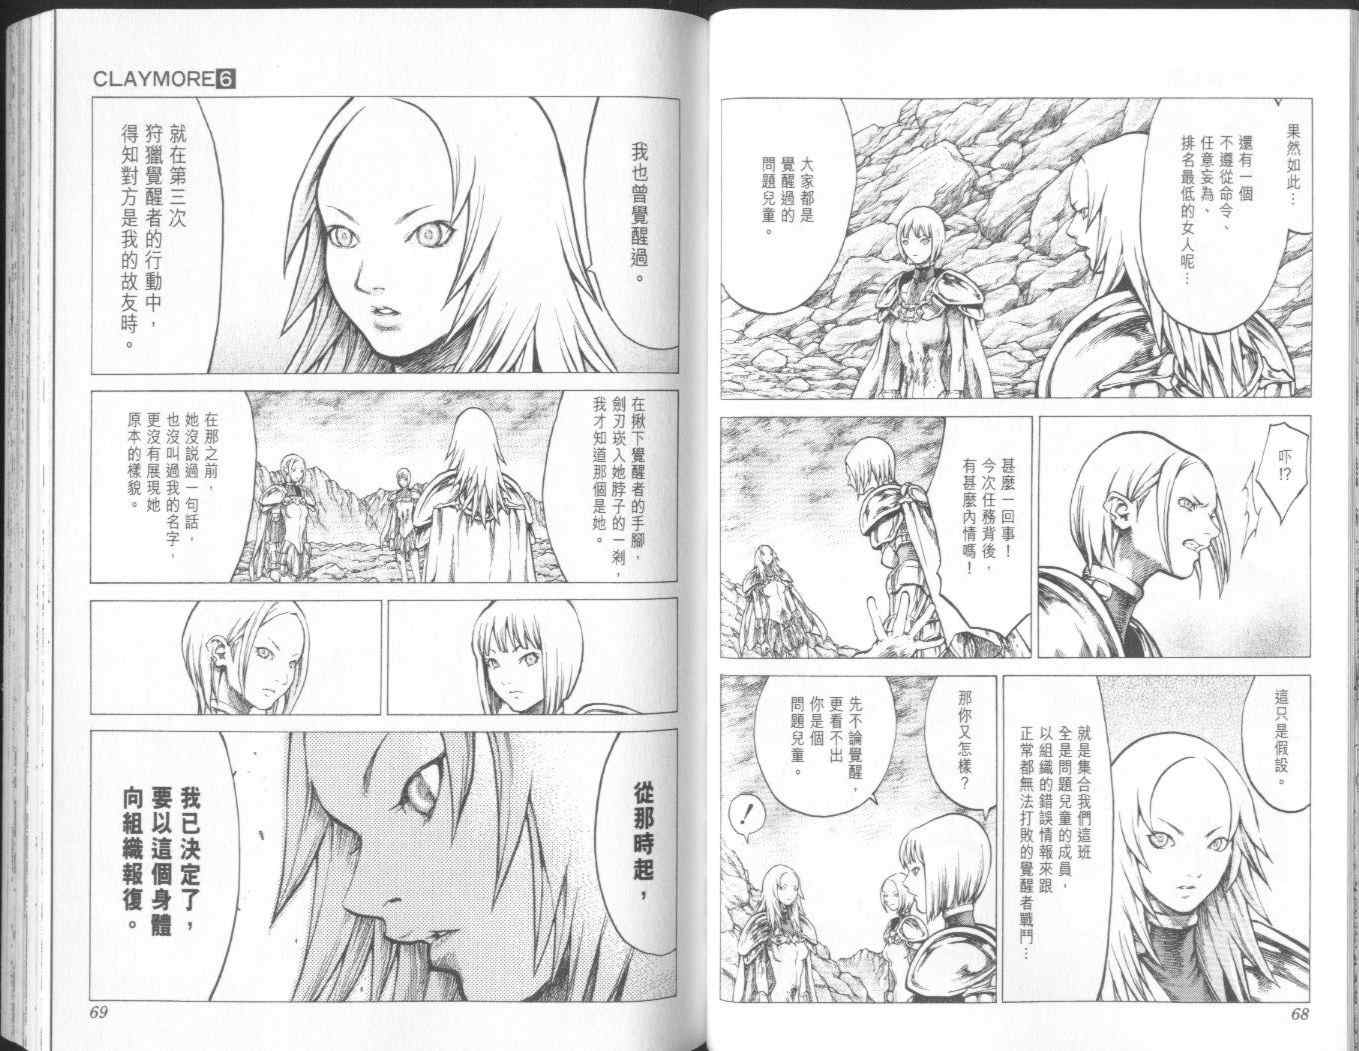 果然如此…
還有一個
不遵從命令、
任意妄為、
排名最低的女人呢…
大家都是
覺醒過的
問題兒童。
吓!?
甚麼一回事！
今次任務背後，
有甚麼內情嗎！
這只是假設。
就是集合我們這班
全是問題兒童的成員，
以組織的錯誤情報來跟
正常都無法打敗的覺醒者戰鬥…
那你又怎樣？
先不論覺醒，
更看不出
你是個
問題兒童。
！
68
CLAYMORE 6
我也曾覺醒過。
就在第三次
狩獵覺醒者的行動中，
得知對方是我的故友時。
在揪下覺醒者的手腳，
劍刃崁入她脖子的一剎，
我才知道那個是她。
在那之前，
她沒說過一句話，
也沒叫過我的名字，
更沒有展現她
原本的樣貌。
從那時起，
我已決定了，
要以這個身體
向組織報復。
69